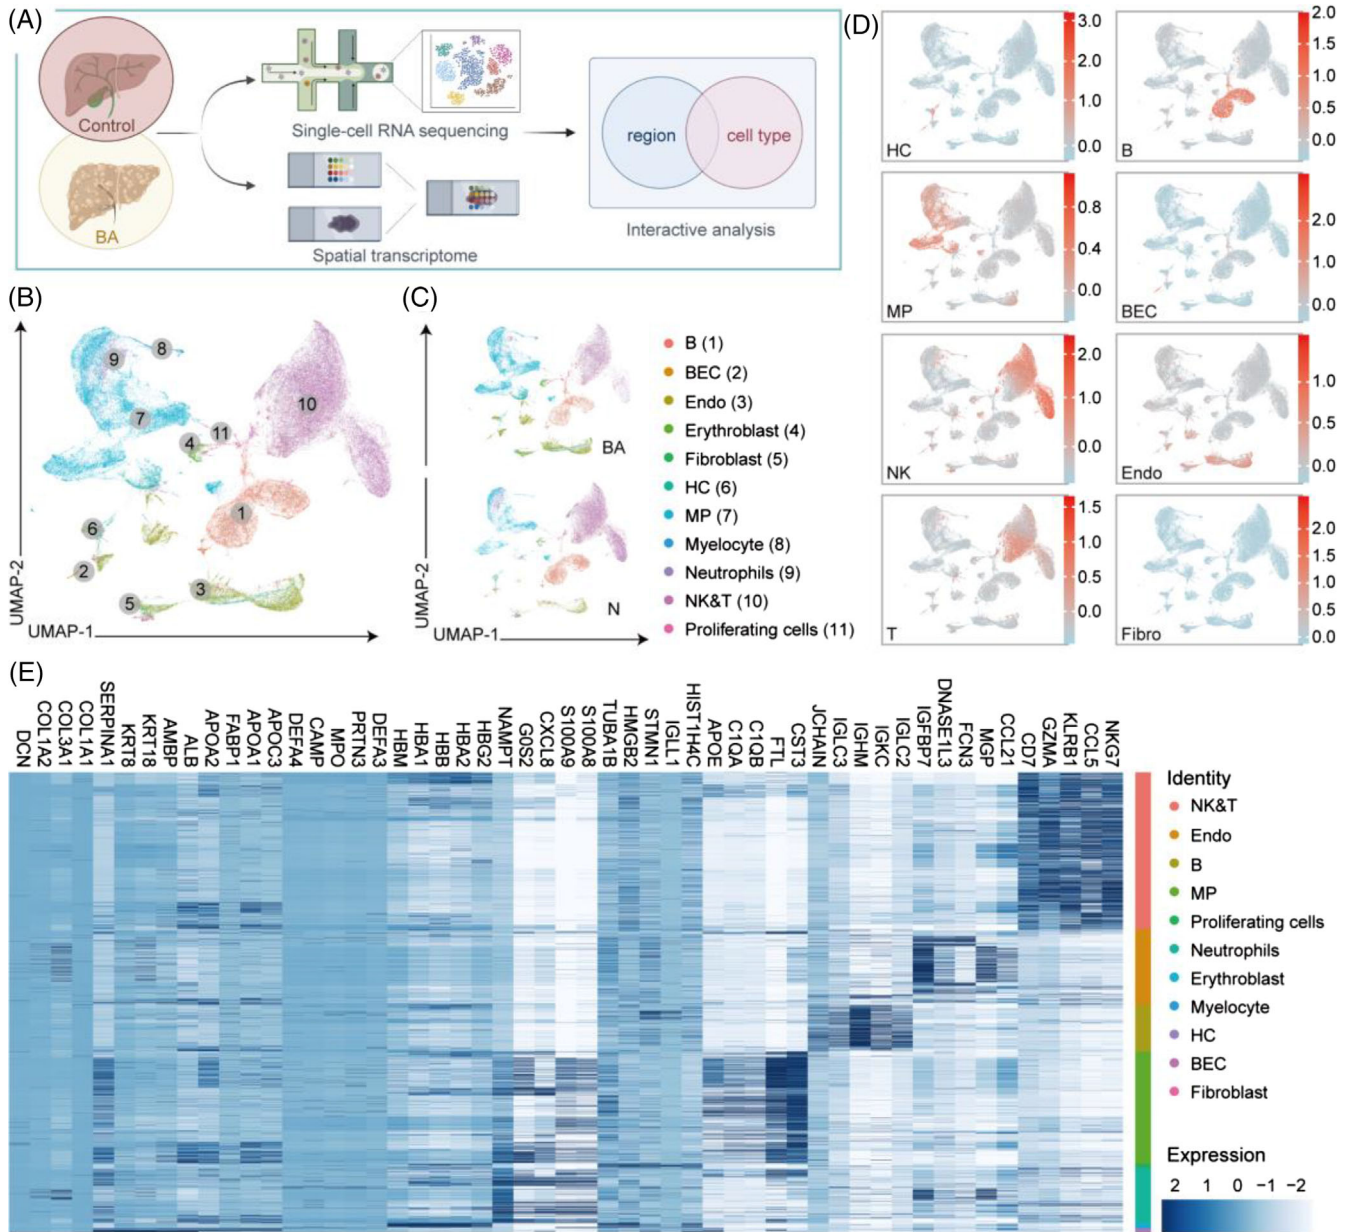 (A)
Control
BA
Single-cell RNA sequencing
Spatial transcriptome
region
cell type
Interactive analysis
(B)
1
2
3
4
5
6
7
8
9
10
11
UMAP-2
UMAP-1
(C)
BA
N
UMAP-2
UMAP-1
B (1)
BEC (2)
Endo (3)
Erythroblast (4)
Fibroblast (5)
HC (6)
MP (7)
Myelocyte (8)
Neutrophils (9)
NK&T (10)
Proliferating cells (11)
(D)
HC
3.0
2.0
1.0
0.0
B
2.0
1.5
1.0
0.5
0.0
MP
0.8
0.4
0.0
BEC
2.0
1.0
0.0
NK
2.0
1.0
0.0
Endo
1.0
0.5
0.0
T
1.5
1.0
0.5
0.0
Fibro
2.0
1.5
1.0
0.5
0.0
(E)
DCN
COL1A2
COL3A1
COL1A1
SERPINA1
KRT8
KRT18
AMBP
ALB
APOA2
FABP1
APOA1
APOC3
DEFA4
CAMP
MPO
PRTN3
DEFA3
HBM
HBA1
HBB
HBA2
HBG2
NAMPT
G0S2
CXCL8
S100A9
S100A8
TUBA1B
HMGB2
STMN1
IGLL1
HIST1H4C
APOE
C1QA
C1QB
FTL
CST3
JCHAIN
IGLC3
IGHM
IGKC
IGLC2
IGFBP7
DNASE1L3
FCN3
MGP
CCL21
CD7
GZMA
KLRB1
CCL5
NKG7
Identity
NK&T
Endo
B
MP
Proliferating cells
Neutrophils
Erythroblast
Myelocyte
HC
BEC
Fibroblast
Expression
2 1 0 −1 −2